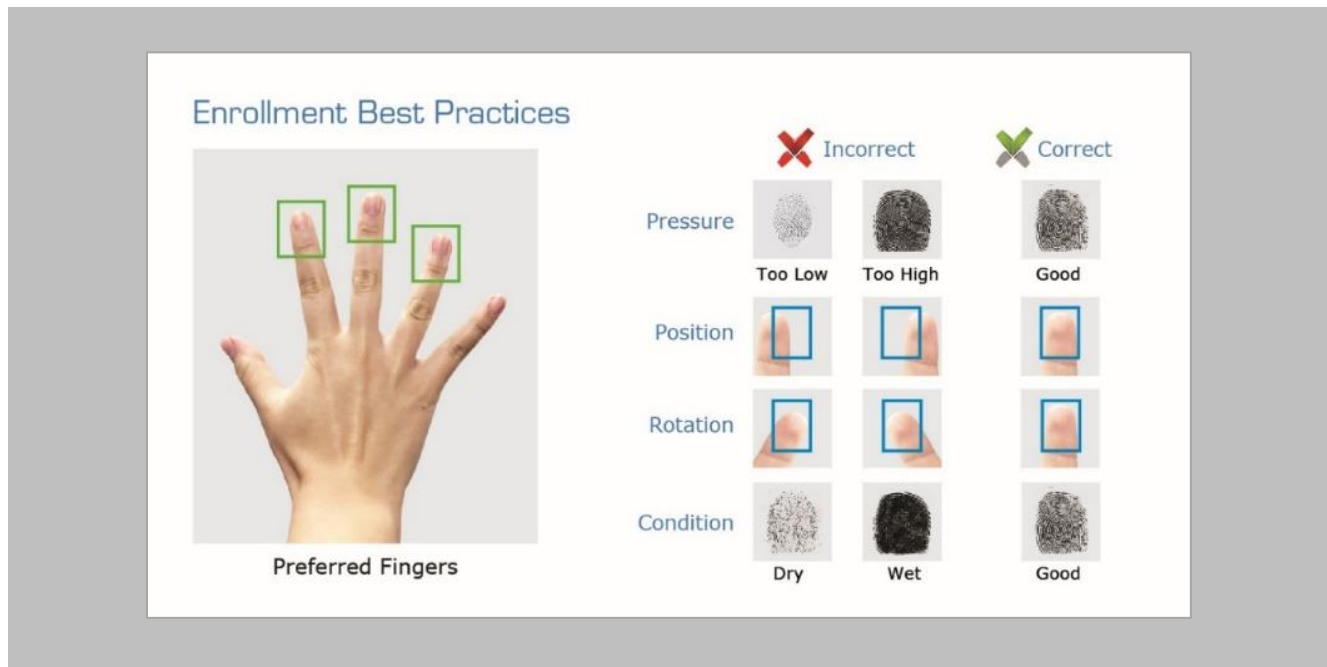 Enrollment Best Practices
Incorrect
Correct
Pressure
Too Low
Too High
Good
Position
Rotation
Condition
Dry
Wet
Good
Preferred Fingers